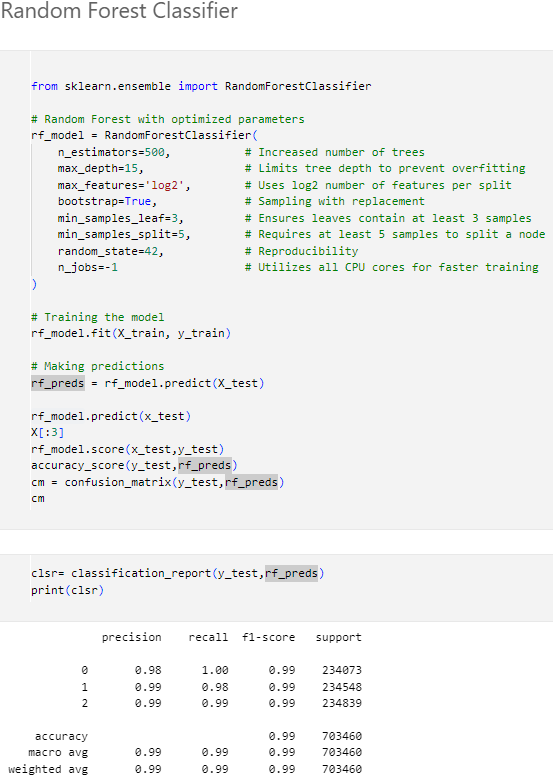 Random Forest Classifier
from sklearn.ensemble import RandomForestClassifier
# Random Forest with optimized parameters
rf_model = RandomForestClassifier(
n_estimators=500, # Increased number of trees
max_depth=15, # Limits tree depth to prevent overfitting
max_features='log2', # Uses log2 number of features per split
bootstrap=True, # Sampling with replacement
min_samples_leaf=3, # Ensures leaves contain at least 3 samples
min_samples_split=5, # Requires at least 5 samples to split a node
random_state=42, # Reproducibility
n_jobs=-1 # Utilizes all CPU cores for faster training
)
# Training the model
rf_model.fit(X_train, y_train)
# Making predictions
rf_preds = rf_model.predict(X_test)
rf_model.predict(x_test)
X[:3]
rf_model.score(x_test,y_test)
accuracy_score(y_test,rf_preds)
cm = confusion_matrix(y_test,rf_preds)
cm
clsr= classification_report(y_test,rf_preds)
print(clsr)
precision recall f1-score support
0 0.98 1.00 0.99 234073
1 0.99 0.98 0.99 234548
2 0.99 0.99 0.99 234839
accuracy 0.99 703460
macro avg 0.99 0.99 0.99 703460
weighted avg 0.99 0.99 0.99 703460